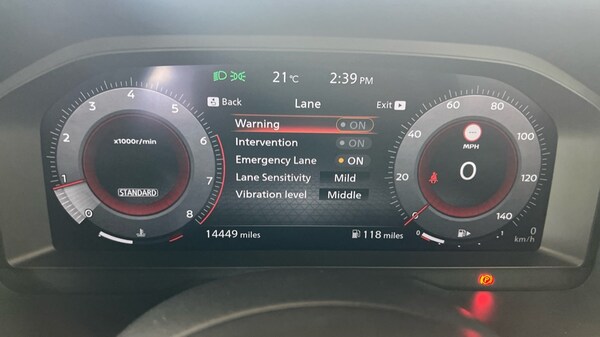 21°C 2:39 PM
Back Lane Exit
Warning ON
Intervention ON
Emergency Lane ON
Lane Sensitivity Mild
Vibration level Middle
14449 miles 118 miles
0 1 2 3 4 5 6 7 8
x1000r/min
STANDARD
0 20 40 60 80 100 120 140
MPH
0
0 km/h